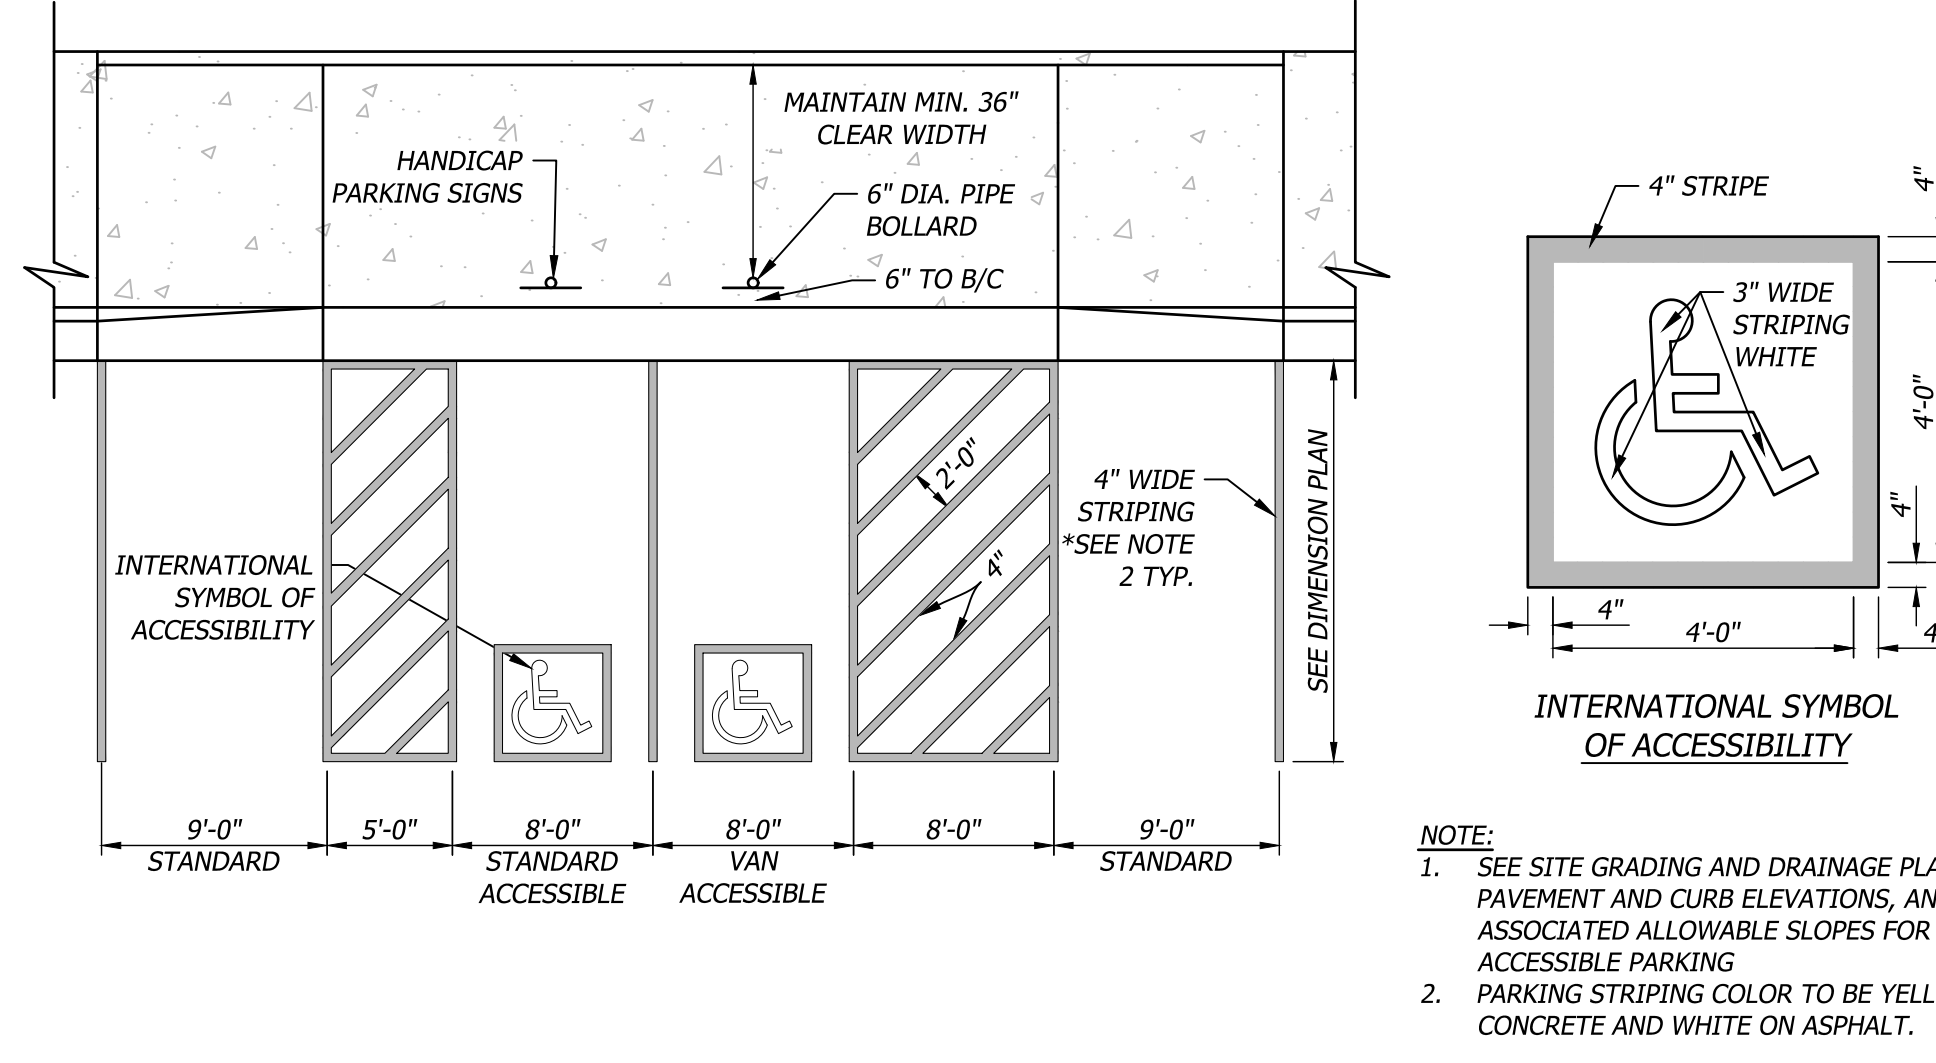 MAINTAIN MIN. 36"
CLEAR WIDTH
HANDICAP
PARKING SIGNS
6" DIA. PIPE
BOLLARD
6" TO B/C
INTERNATIONAL
SYMBOL OF
ACCESSIBILITY
2'-0"
4"
4" WIDE
STRIPING
*SEE NOTE
2 TYP.
SEE DIMENSION PLAN
9'-0"
STANDARD
5'-0"
8'-0"
STANDARD
ACCESSIBLE
8'-0"
VAN
ACCESSIBLE
8'-0"
9'-0"
STANDARD
4" STRIPE
4"
3" WIDE
STRIPING
WHITE
4'-0"
4"
4"
4'-0"
INTERNATIONAL SYMBOL
OF ACCESSIBILITY
NOTE:
1. SEE SITE GRADING AND DRAINAGE
PAVEMENT AND CURB ELEVATIONS,
ASSOCIATED ALLOWABLE SLOPES FOR
ACCESSIBLE PARKING
2. PARKING STRIPING COLOR TO BE
CONCRETE AND WHITE ON ASPHALT.